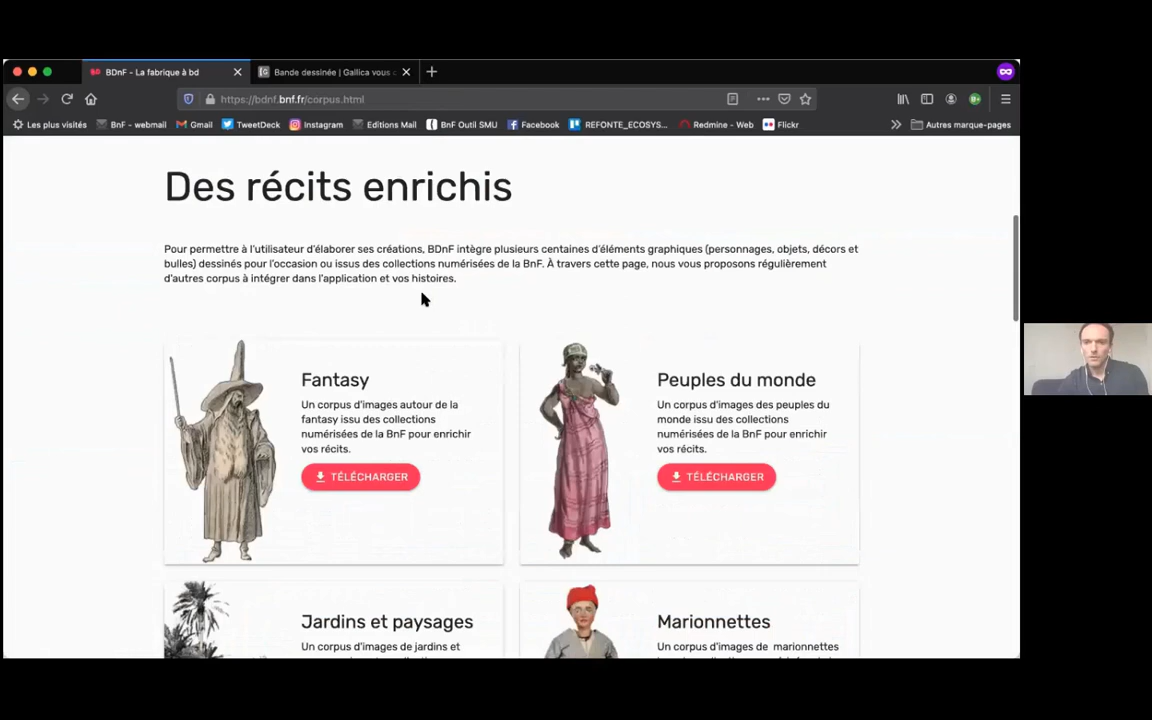 BDnF - La fabrique à bd
Bande dessinée | Gallica vous
https://bdnf.bnf.fr/corpus.html
Les plus visités
BnF - webmail
Gmail
TweetDeck
Instagram
Editions Mail
BnF Outil SMU
Facebook
REFONTE_ECOSYS...
Redmine - Web
Flickr
Autres marque-pages
Des récits enrichis
Pour permettre à l'utilisateur d'élaborer ses créations, BDnF intègre plusieurs centaines d'éléments graphiques (personnages, objets, décors et
bulles) dessinés pour l'occasion ou issus des collections numérisées de la BnF. À travers cette page, nous vous proposons régulièrement
d'autres corpus à intégrer dans l'application et vos histoires.
Fantasy
Un corpus d'images autour de la
fantasy issu des collections
numérisées de la BnF pour enrichir
vos récits.
TÉLÉCHARGER
Peuples du monde
Un corpus d'images des peuples du
monde issu des collections
numérisées de la BnF pour enrichir
vos récits.
TÉLÉCHARGER
Jardins et paysages
Un corpus d'images de jardins et
Marionnettes
Un corpus d'images de marionnettes